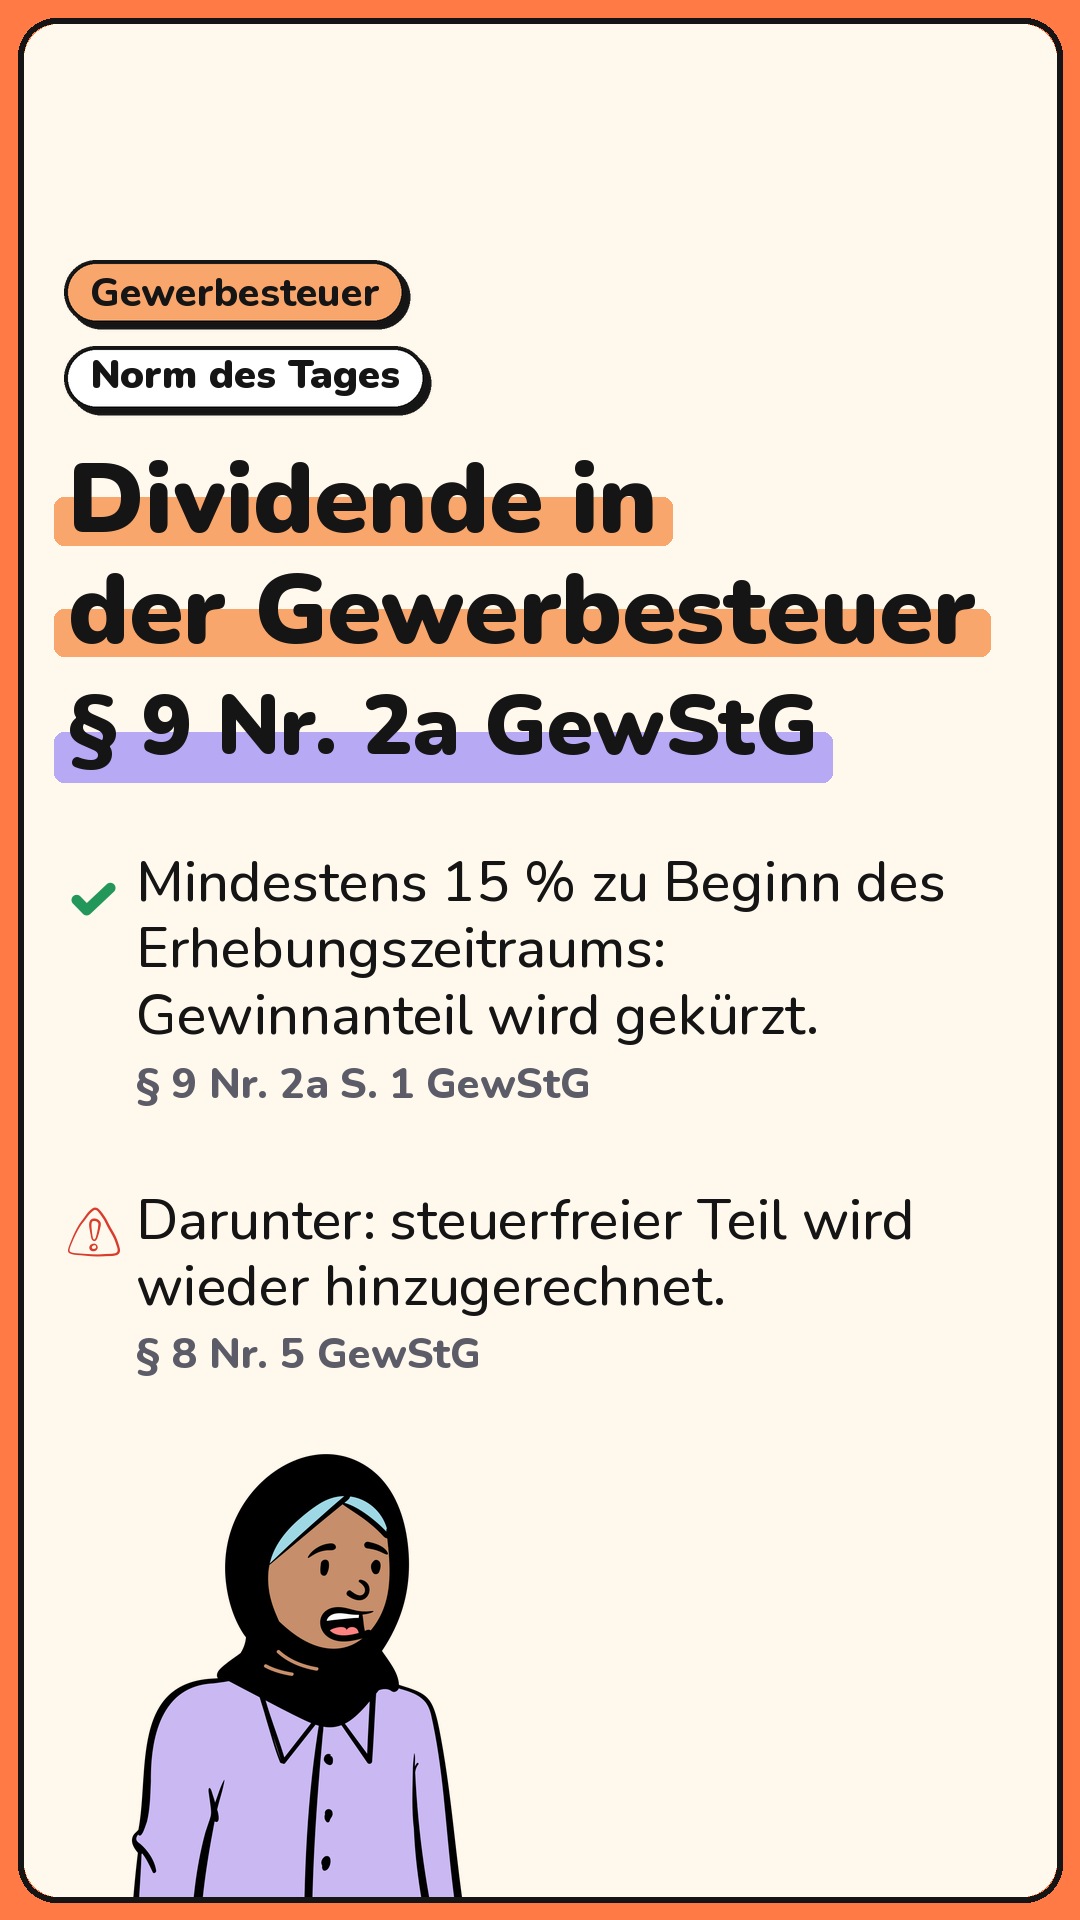 Gewerbesteuer
Norm des Tages
Dividende in
der Gewerbesteuer
§ 9 Nr. 2a GewStG
Mindestens 15 % zu Beginn des
Erhebungszeitraums:
Gewinnanteil wird gekürzt.
§ 9 Nr. 2a S. 1 GewStG
Darunter: steuerfreier Teil wird
wieder hinzugerechnet.
§ 8 Nr. 5 GewStG